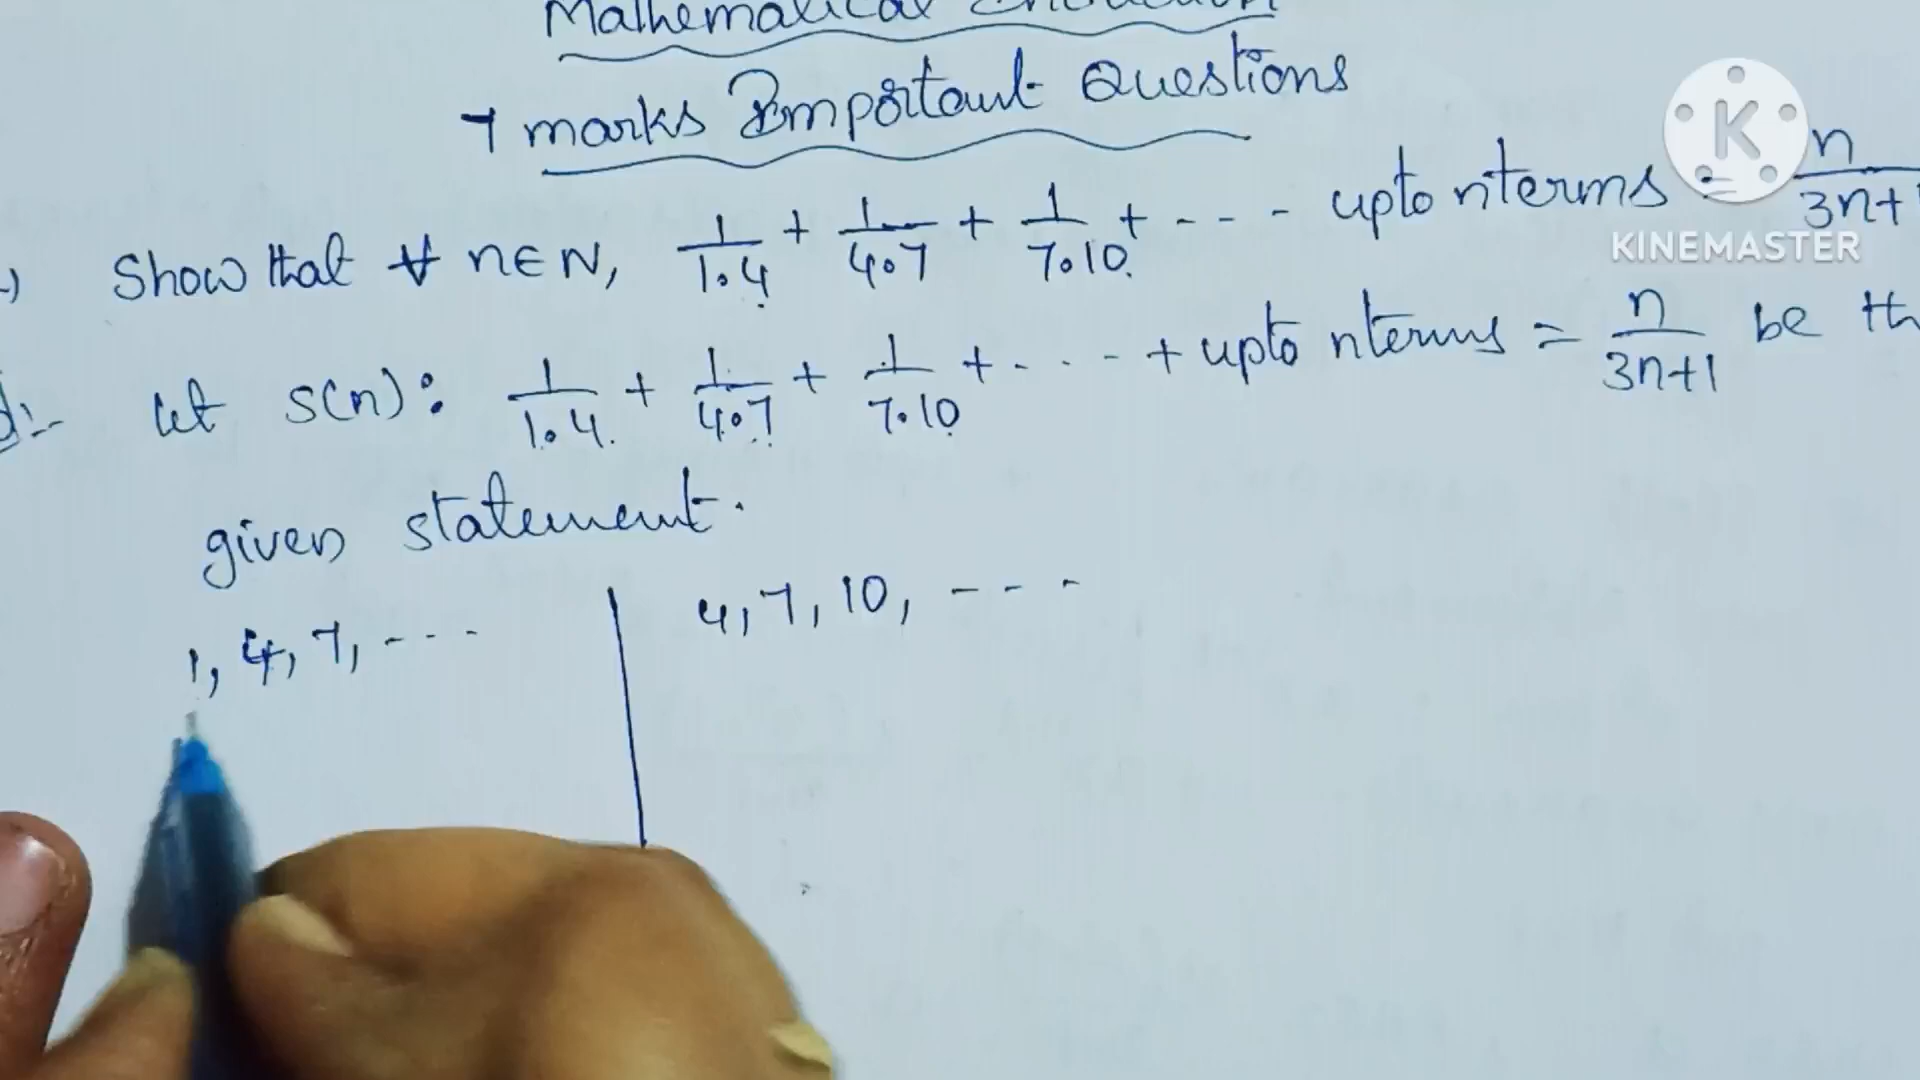 Mathematical Induction
7 marks Important Questions
Show that ∀ n∈N, 1/1.4 + 1/4.7 + 1/7.10 + - - - upto n terms = n/3n+1
let S(n): 1/1.4 + 1/4.7 + 1/7.10 + - - - + upto n terms = n/3n+1 be th
given statement.
1, 4, 7, - - -
4, 7, 10, - - -
K
KINEMASTER